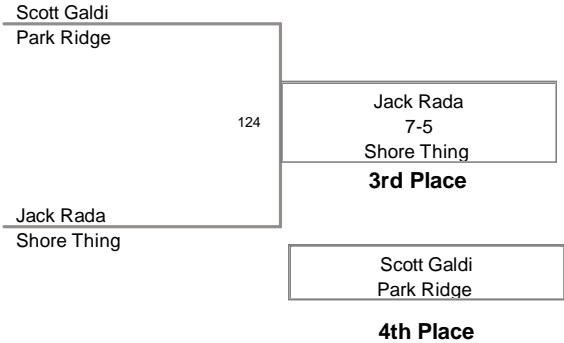 Scott Galdi
Park Ridge
124
Jack Rada
7-5
Shore Thing
3rd Place
Jack Rada
Shore Thing
Scott Galdi
Park Ridge
4th Place